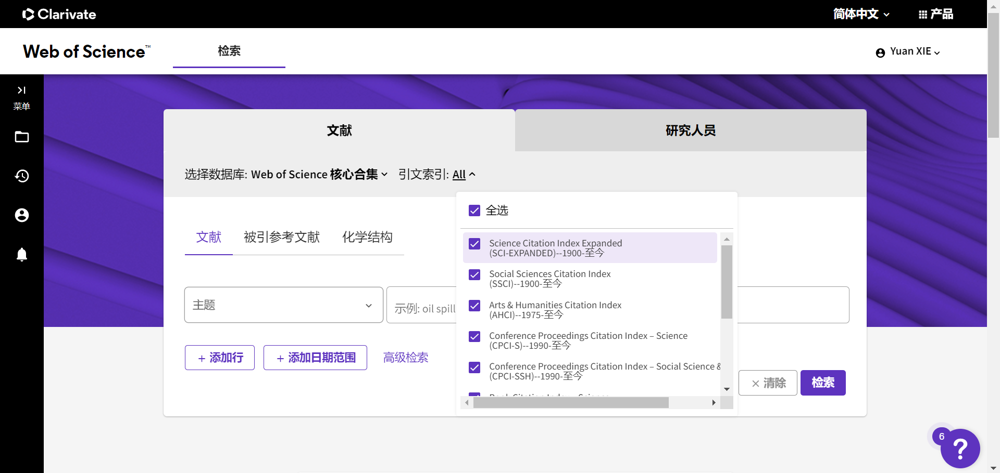 Clarivate
简体中文
产品
Web of Science™
检索
Yuan XIE
菜单
文献
研究人员
选择数据库: Web of Science 核心合集
引文索引: All
全选
文献
被引参考文献
化学结构
Science Citation Index Expanded
(SCI-EXPANDED)--1900-至今
Social Sciences Citation Index
(SSCI)--1900-至今
Arts & Humanities Citation Index
(AHCI)--1975-至今
Conference Proceedings Citation Index – Science
(CPCI-S)--1990-至今
Conference Proceedings Citation Index – Social Science &
(CPCI-SSH)--1990-至今
主题
示例: oil spill
+ 添加行
+ 添加日期范围
高级检索
× 清除
检索
6
?